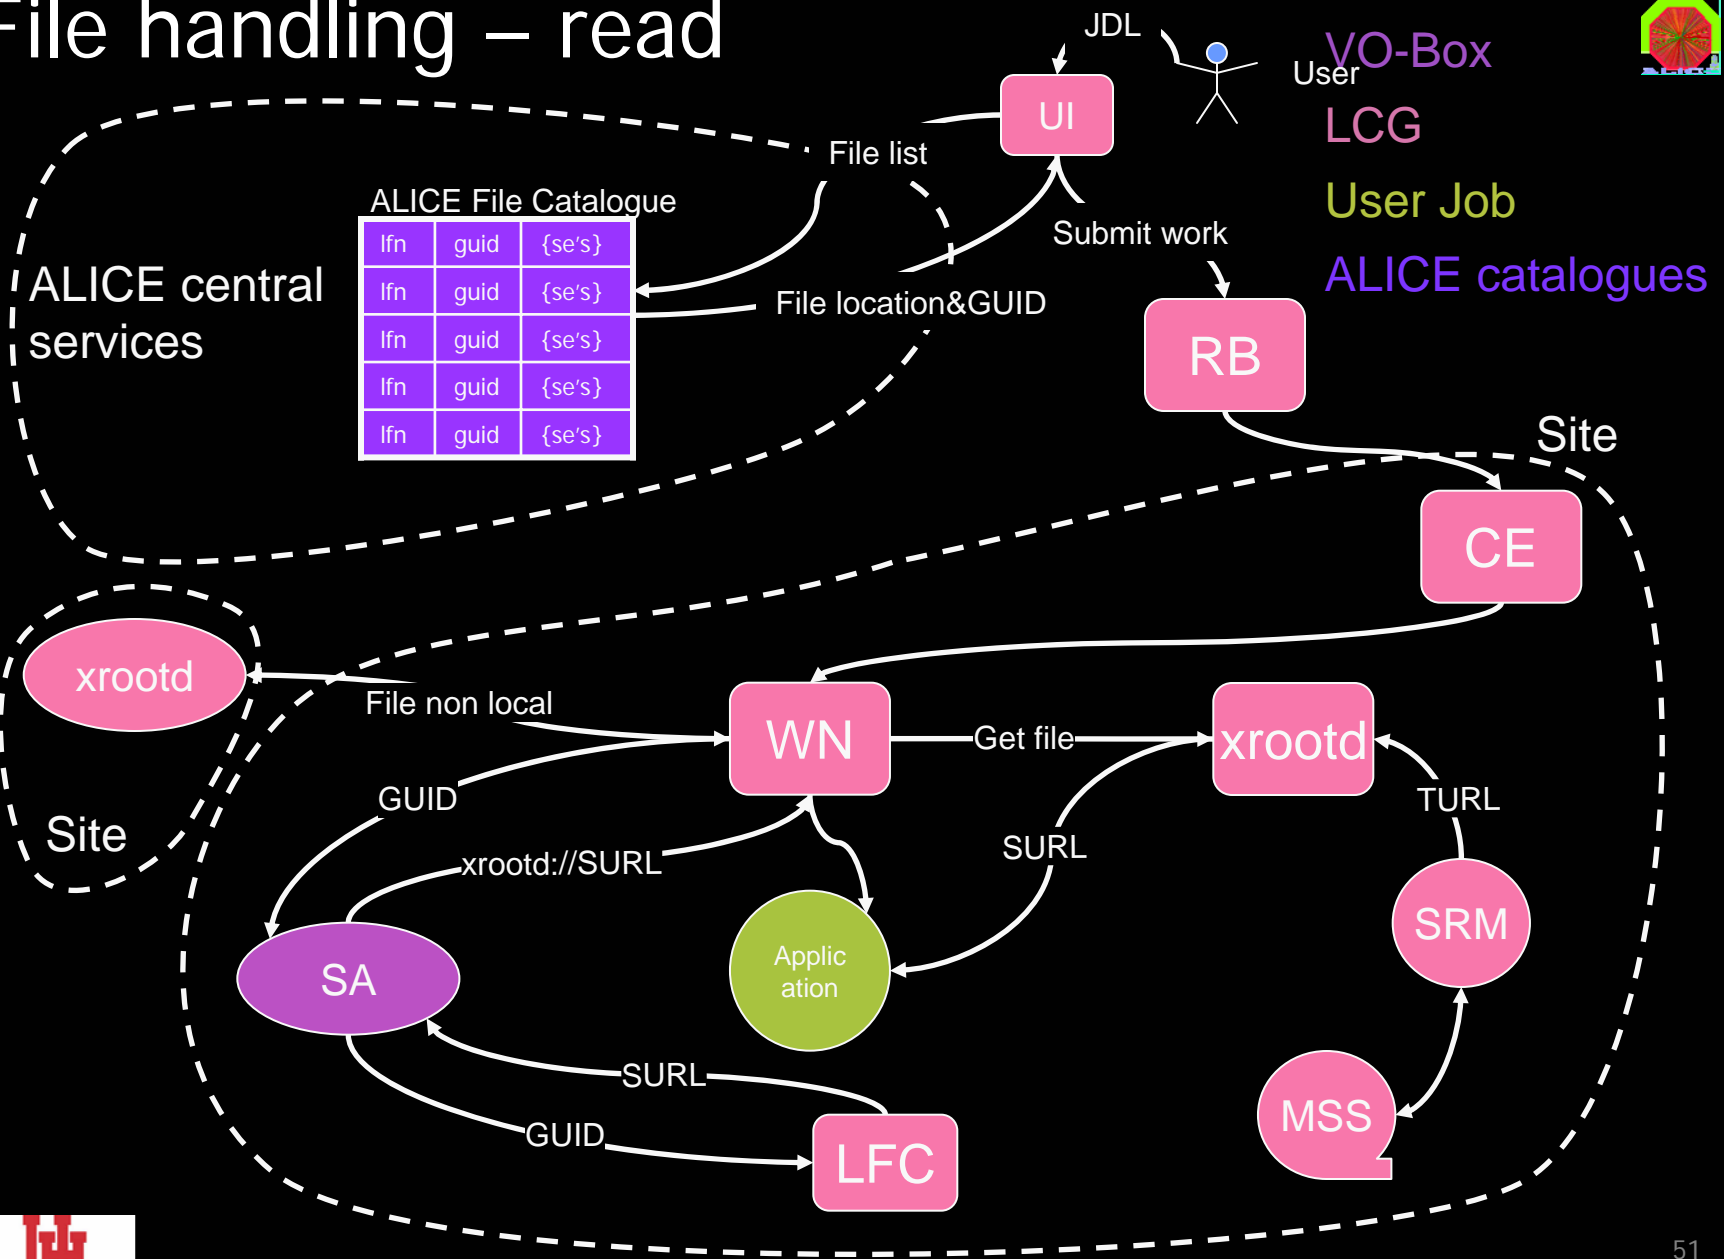 File handling – read
JDL
User
VO-Box
LCG
User Job
ALICE catalogues
UI
File list
ALICE File Catalogue
lfn guid {se's}
lfn guid {se's}
lfn guid {se's}
lfn guid {se's}
lfn guid {se's}
ALICE central
services
Submit work
File location&GUID
RB
Site
CE
xrootd
File non local
WN
Get file
xrootd
GUID
TURL
Site
xrootd://SURL
SURL
SRM
Applic
ation
SA
SURL
MSS
GUID
LFC
51